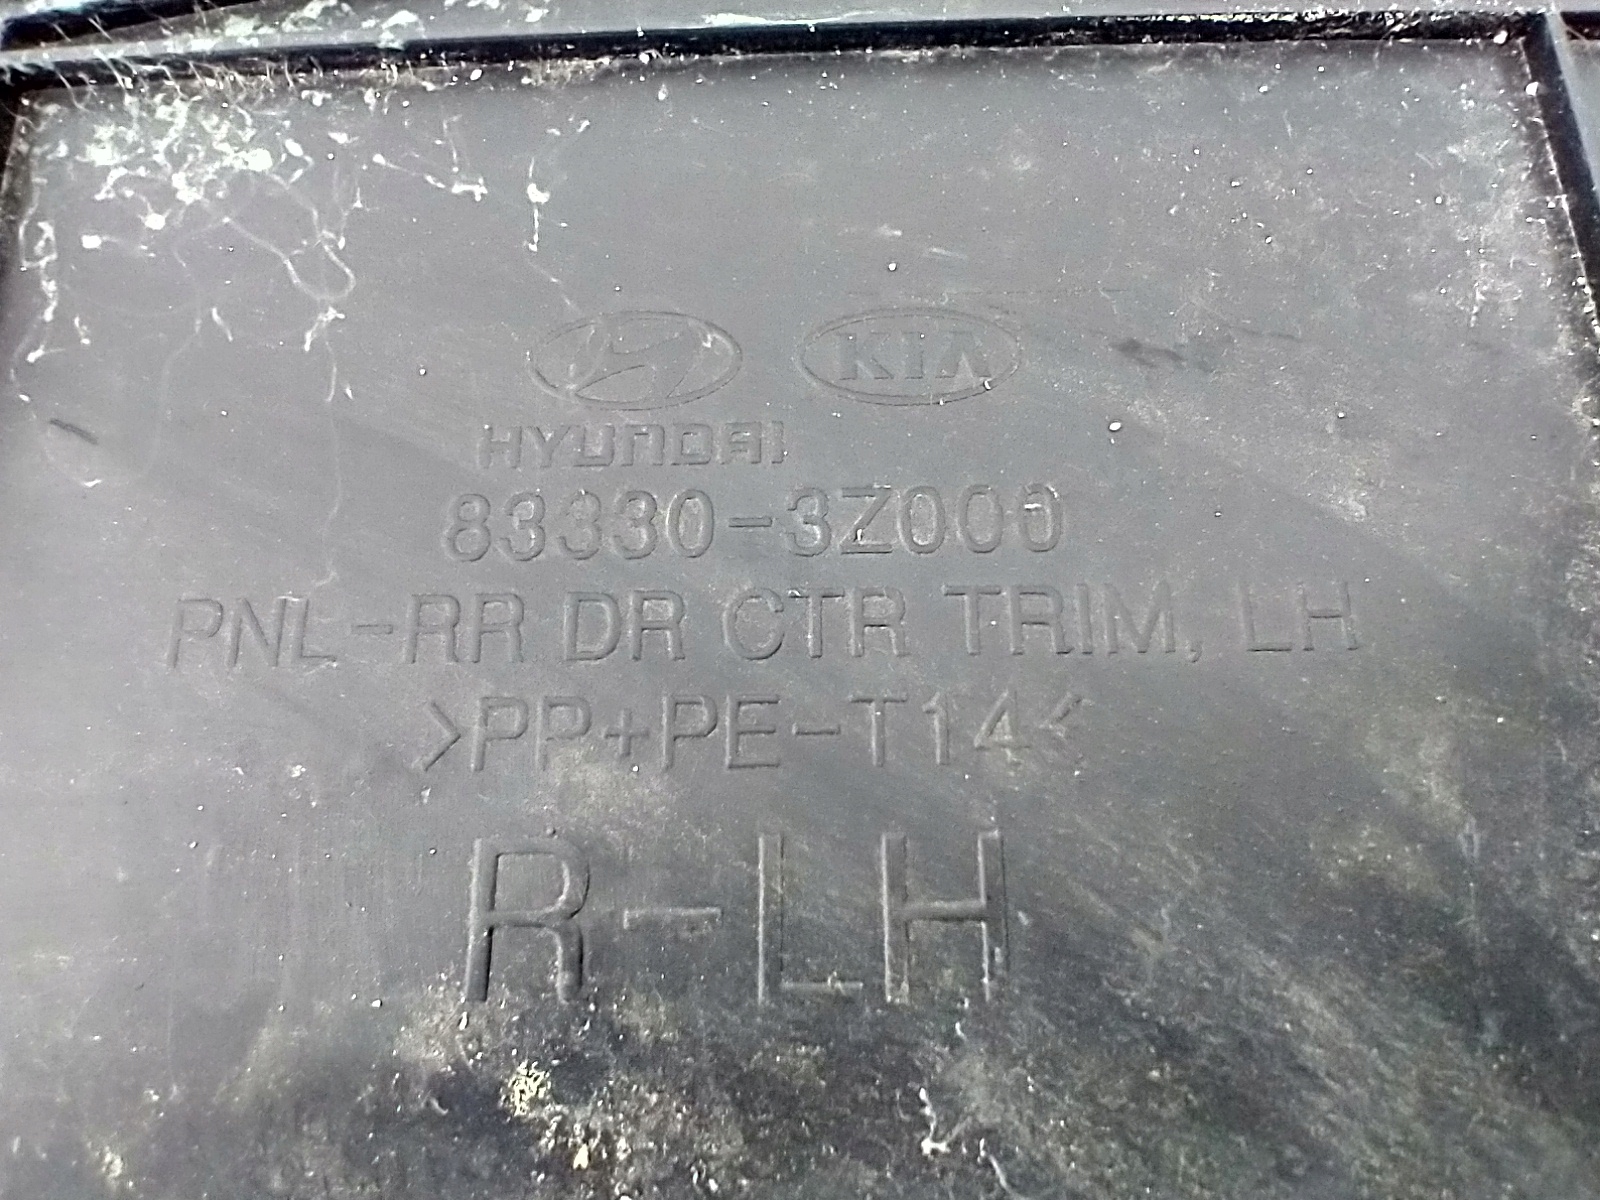 KIA
HYUNDAI
83330-3Z000
PNL-RR DR CTR TRIM, LH
>PP+PE-T14<
R-LH